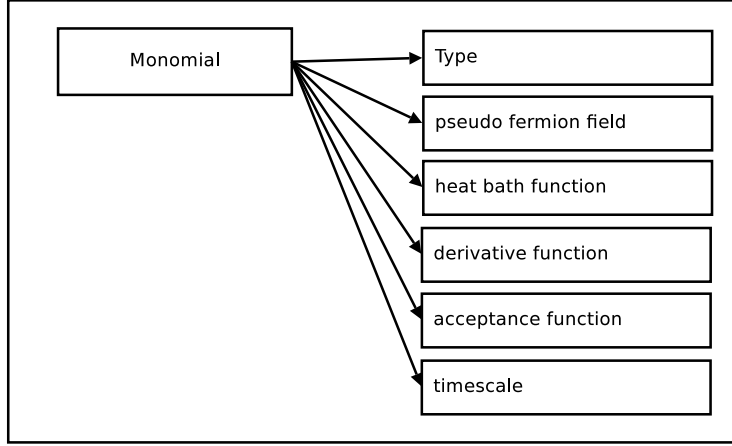 Monomial
Type
pseudo fermion field
heat bath function
derivative function
acceptance function
timescale